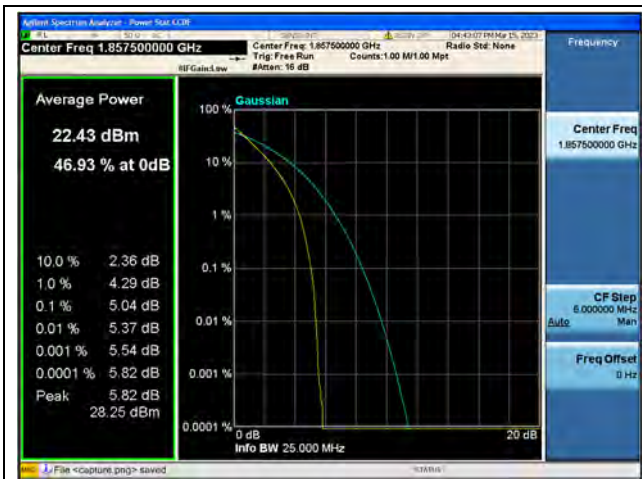 Agilent Spectrum Analyzer - Power Stat CCDF
04:43:07 PM Mar 15, 2023
Center Freq 1.857500000 GHz
Center Freq: 1.857500000 GHz
Radio Std: None
Trig: Free Run
Counts:1.00 M/1.00 Mpt
#IFGain:Low
#Atten: 16 dB
Frequency
Average Power
22.43 dBm
46.93 % at 0dB
10.0 % 2.36 dB
1.0 % 4.29 dB
0.1 % 5.04 dB
0.01 % 5.37 dB
0.001 % 5.54 dB
0.0001 % 5.82 dB
Peak 5.82 dB
28.25 dBm
Gaussian
100 %
10 %
1 %
0.1 %
0.01 %
0.001 %
0.0001 %
0 dB
20 dB
Info BW 25.000 MHz
Center Freq
1.857500000 GHz
CF Step
6.000000 MHz
Auto Man
Freq Offset
0 Hz
MSG
File <capture.png> saved
STATUS